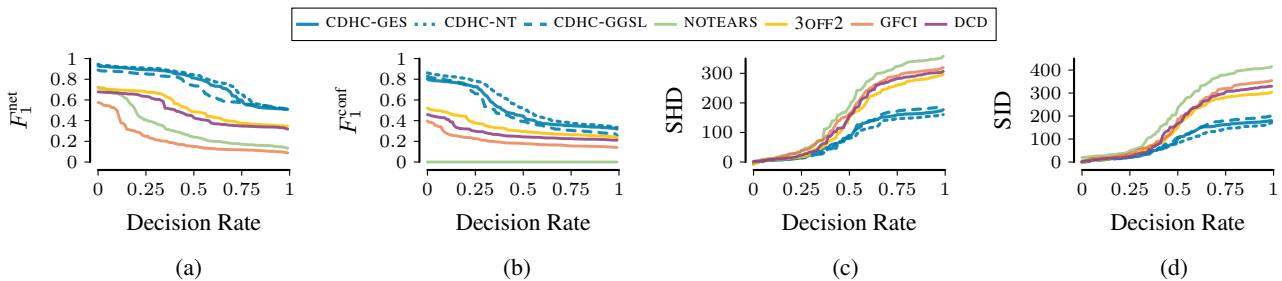 CDHC-GES CDHC-NT CDHC-GGSL NOTEARS 3OFF2 GFCI DCD
F₁^net
1
0.8
0.6
0.4
0.2
0
0 0.25 0.5 0.75 1
Decision Rate
(a)
F₁^conf
1
0.8
0.6
0.4
0.2
0
0 0.25 0.5 0.75 1
Decision Rate
(b)
SHD
300
200
100
0
0 0.25 0.5 0.75 1
Decision Rate
(c)
SID
400
300
200
100
0
0 0.25 0.5 0.75 1
Decision Rate
(d)